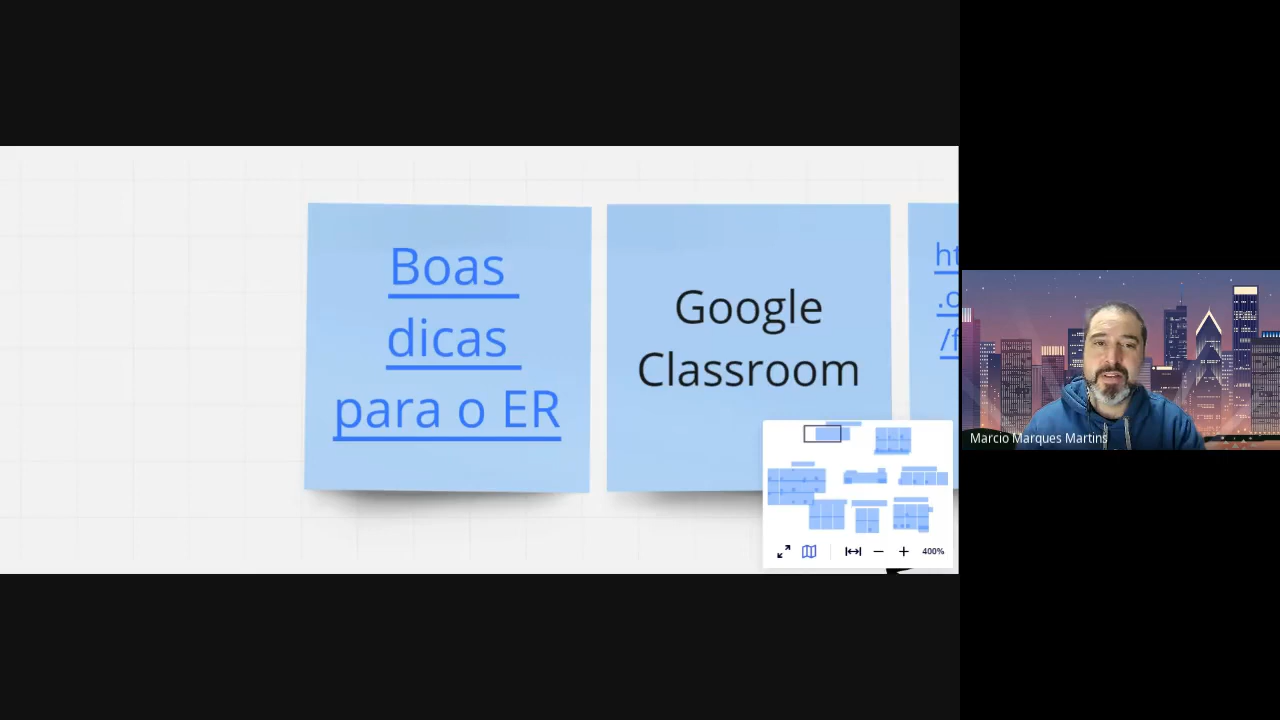 Boas
dicas
para o ER
Google
Classroom
400%
Marcio Marques Martins